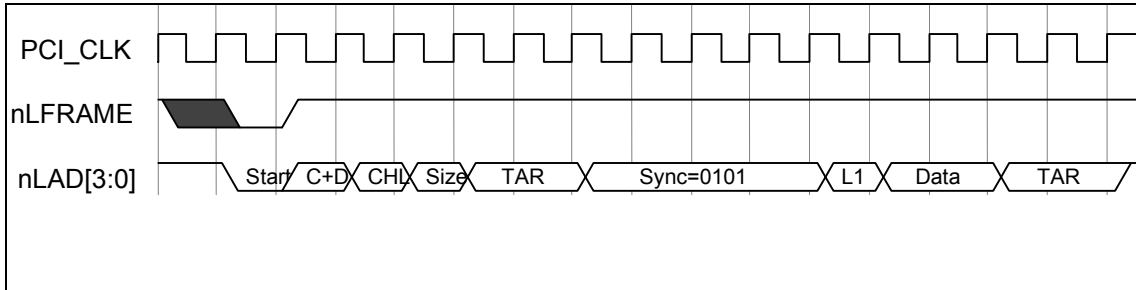 PCI_CLK
nLFRAME
nLAD[3:0] Start C+D CHL Size TAR Sync=0101 L1 Data TAR